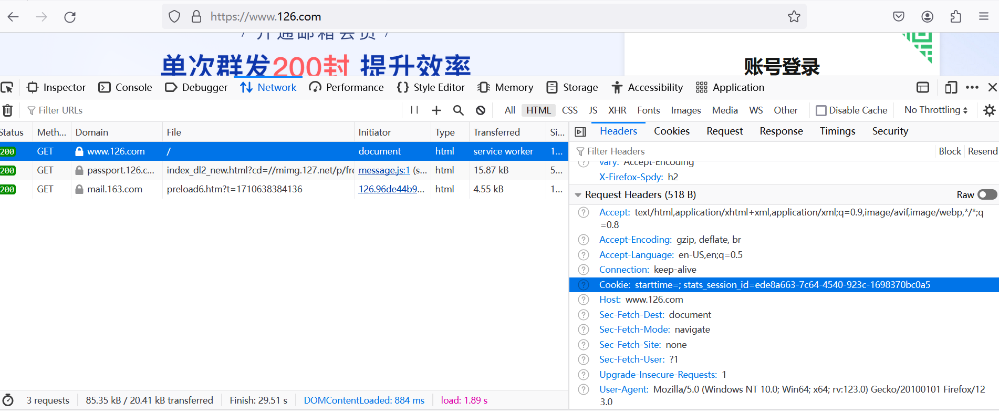 https://www.126.com
/ 开通邮箱会员 /
单次群发200封 提升效率
账号登录
Inspector Console Debugger Network Performance Style Editor Memory Storage Accessibility Application
Filter URLs All HTML CSS JS XHR Fonts Images Media WS Other Disable Cache No Throttling
Status Meth... Domain File Initiator Type Transferred Si...
200 GET www.126.com / document html service worker 1...
200 GET passport.126.c... index_dl2_new.html?cd=//mimg.127.net/p/fre message.js:1 (s... html 15.87 kB 5...
200 GET mail.163.com preload6.htm?t=1710638384136 126.96de44b9... html 4.55 kB 1...
3 requests 85.35 kB / 20.41 kB transferred Finish: 29.51 s DOMContentLoaded: 884 ms load: 1.89 s
Headers Cookies Request Response Timings Security
Filter Headers Block Resend
vary: Accept-Encoding
X-Firefox-Spdy: h2
Request Headers (518 B) Raw
Accept: text/html,application/xhtml+xml,application/xml;q=0.9,image/avif,image/webp,*/*;q
=0.8
Accept-Encoding: gzip, deflate, br
Accept-Language: en-US,en;q=0.5
Connection: keep-alive
Cookie: starttime=; stats_session_id=ede8a663-7c64-4540-923c-1698370bc0a5
Host: www.126.com
Sec-Fetch-Dest: document
Sec-Fetch-Mode: navigate
Sec-Fetch-Site: none
Sec-Fetch-User: ?1
Upgrade-Insecure-Requests: 1
User-Agent: Mozilla/5.0 (Windows NT 10.0; Win64; x64; rv:123.0) Gecko/20100101 Firefox/12
3.0